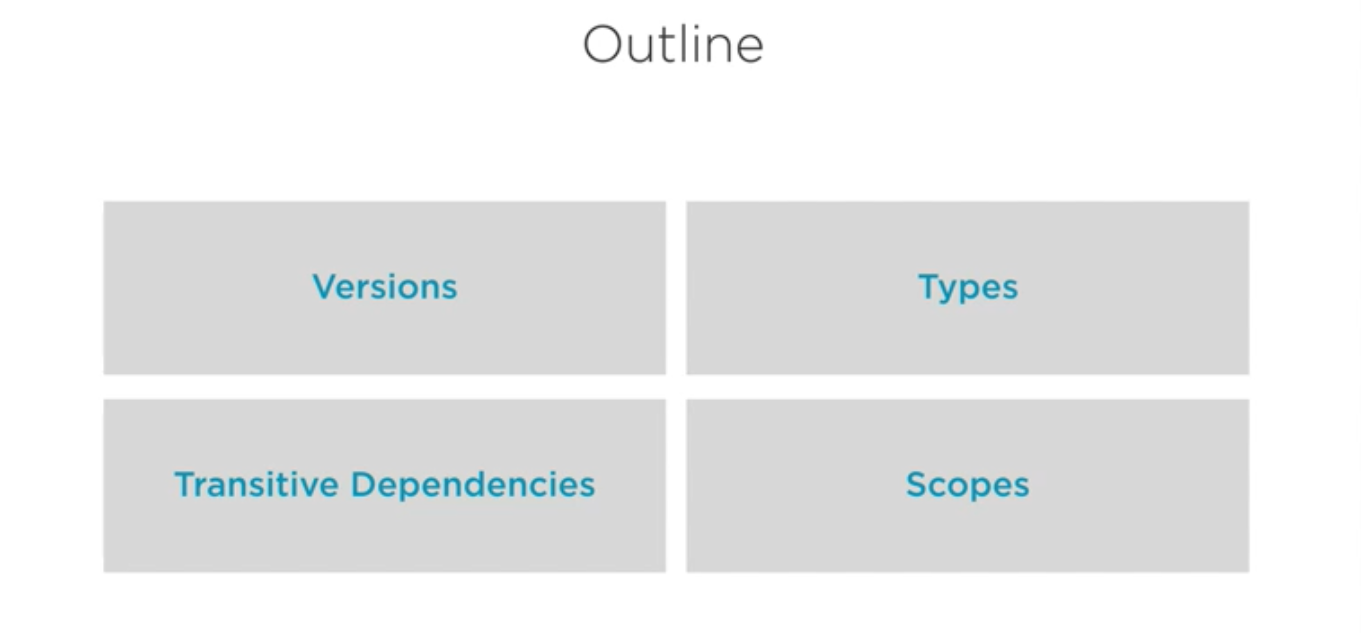 Outline
Versions
Types
Transitive Dependencies
Scopes